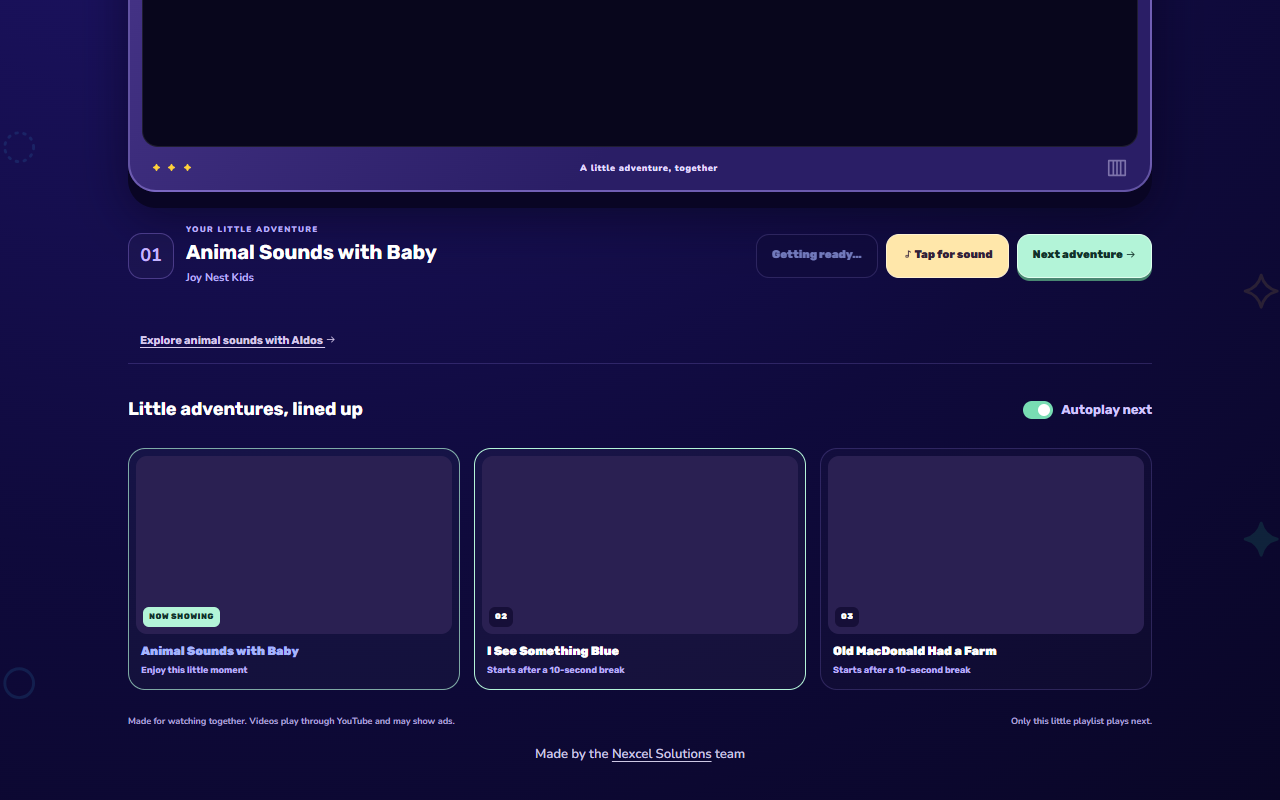 A little adventure, together
01
YOUR LITTLE ADVENTURE
Animal Sounds with Baby
Joy Nest Kids
Getting ready...
♪ Tap for sound
Next adventure →
Explore animal sounds with Aldos →
Little adventures, lined up
Autoplay next
NOW SHOWING
Animal Sounds with Baby
Enjoy this little moment
02
I See Something Blue
Starts after a 10-second break
03
Old MacDonald Had a Farm
Starts after a 10-second break
Made for watching together. Videos play through YouTube and may show ads.
Only this little playlist plays next.
Made by the Nexcel Solutions team